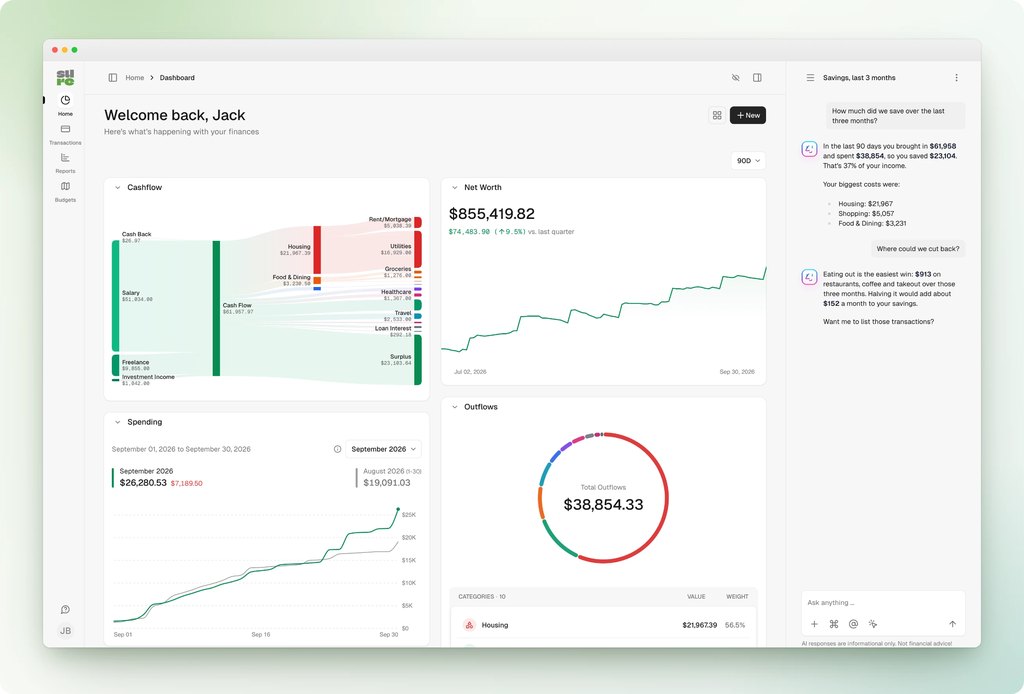 sure
Home
Transactions
Reports
Budgets
JB
Home > Dashboard
Welcome back, Jack
Here's what's happening with your finances
+ New
90D
Cashflow
Cash Back
$26.97
Salary
$51,034.00
Freelance
$9,855.00
Investment Income
$1,042.00
Cash Flow
$61,957.97
Housing
$21,967.39
Food & Dining
$3,230.50
Rent/Mortgage
$5,038.39
Utilities
$16,929.00
Groceries
$1,276.00
Healthcare
$1,367.00
Travel
$2,533.00
Loan Interest
$292.18
Surplus
$23,103.64
Net Worth
$855,419.82
$74,483.90 (↑9.5%) vs. last quarter
Jul 02, 2026
Sep 30, 2026
Spending
September 01, 2026 to September 30, 2026
September 2026
September 2026
$26,280.53 $7,189.50
August 2026 (1-30)
$19,091.03
$25K
$20K
$15K
$10K
$5K
$0
Sep 01
Sep 16
Sep 30
Outflows
Total Outflows
$38,854.33
CATEGORIES · 10
VALUE
WEIGHT
Housing
$21,967.39
56.5%
Savings, last 3 months
How much did we save over the last
three months?
In the last 90 days you brought in $61,958
and spent $38,854, so you saved $23,104.
That's 37% of your income.
Your biggest costs were:
Housing: $21,967
Shopping: $5,057
Food & Dining: $3,231
Where could we cut back?
Eating out is the easiest win: $913 on
restaurants, coffee and takeout over those
three months. Halving it would add about
$152 a month to your savings.
Want me to list those transactions?
Ask anything ...
AI responses are informational only. Not financial advice!